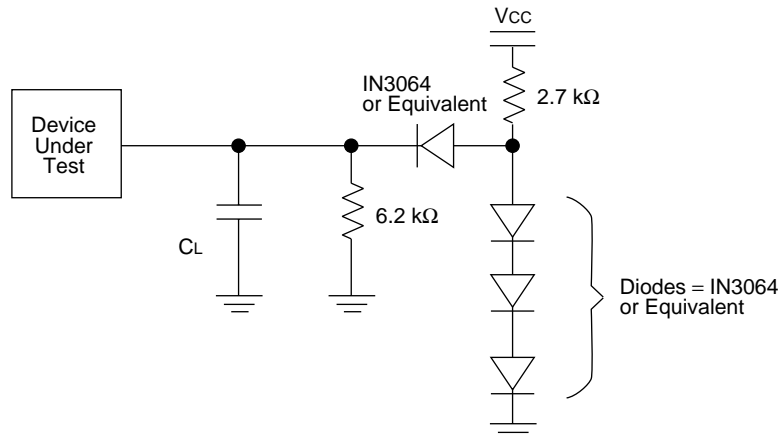 VCC
IN3064
or Equivalent
2.7 kΩ
Device
Under
Test
6.2 kΩ
CL
Diodes = IN3064
or Equivalent